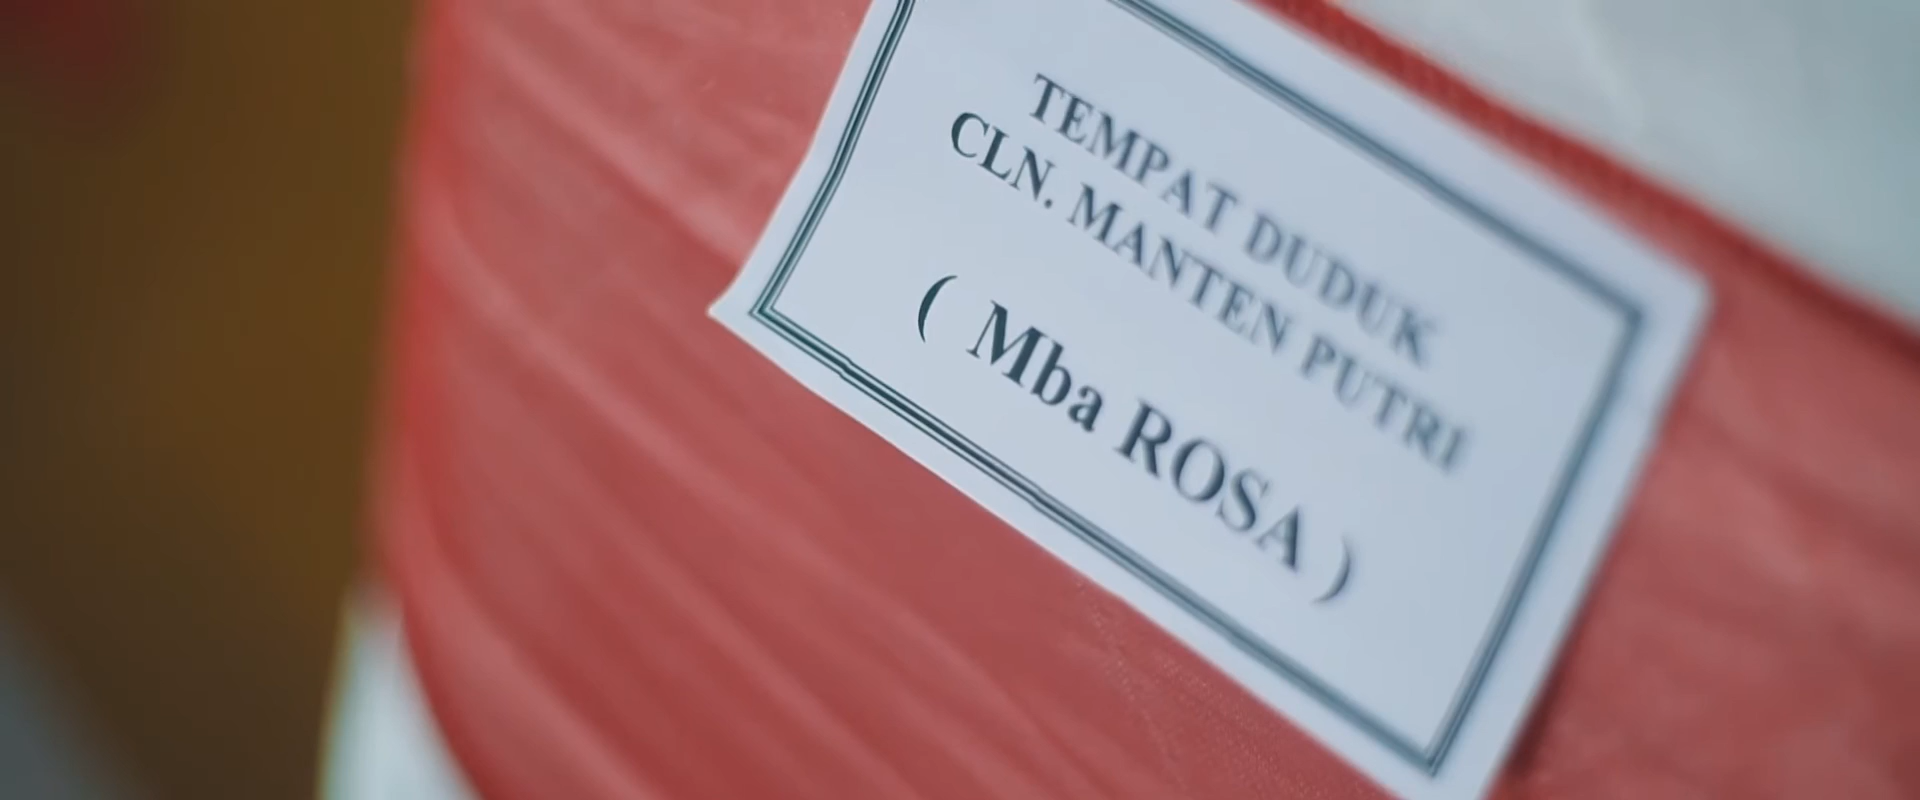 TEMPAT DUDUK
CLN. MANTEN PUTRI
( Mba ROSA )